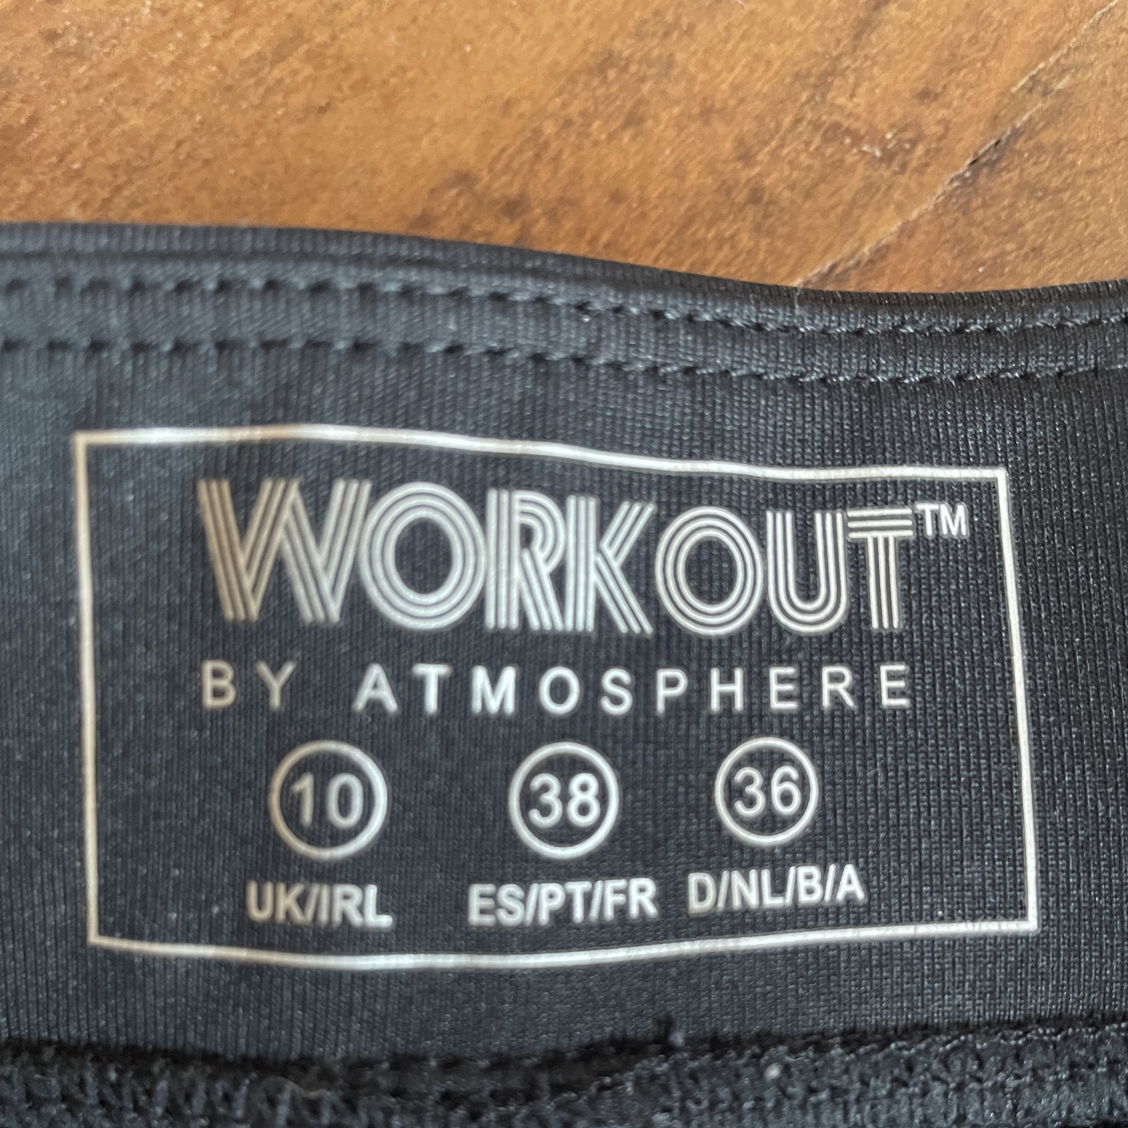 WORKOUT™
BY ATMOSPHERE
10 38 36
UK/IRL ES/PT/FR D/NL/B/A